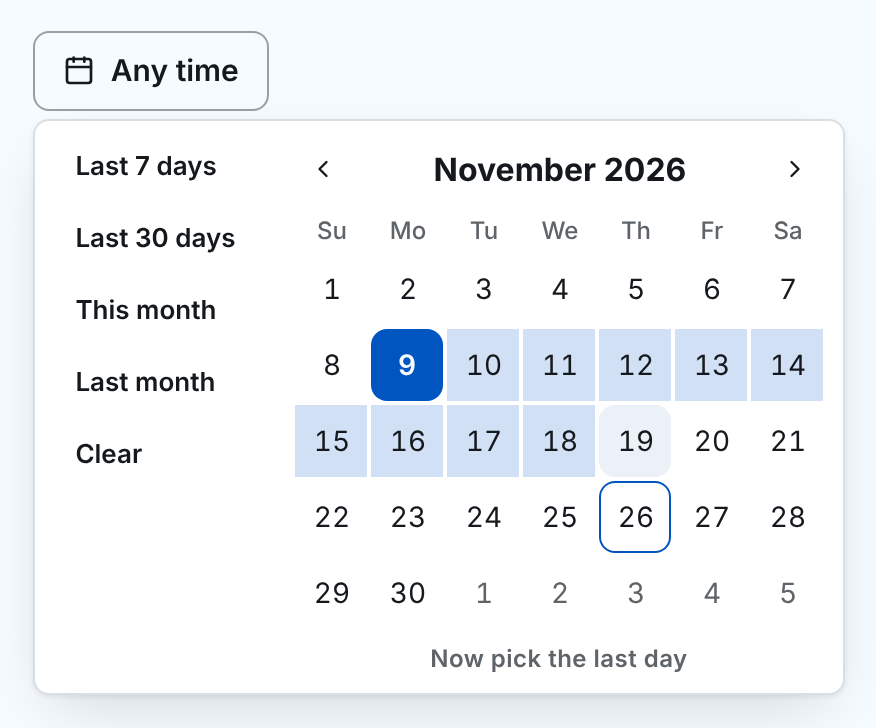 Any time
Last 7 days
Last 30 days
This month
Last month
Clear
November 2026
Su Mo Tu We Th Fr Sa
1 2 3 4 5 6 7
8 9 10 11 12 13 14
15 16 17 18 19 20 21
22 23 24 25 26 27 28
29 30 1 2 3 4 5
Now pick the last day